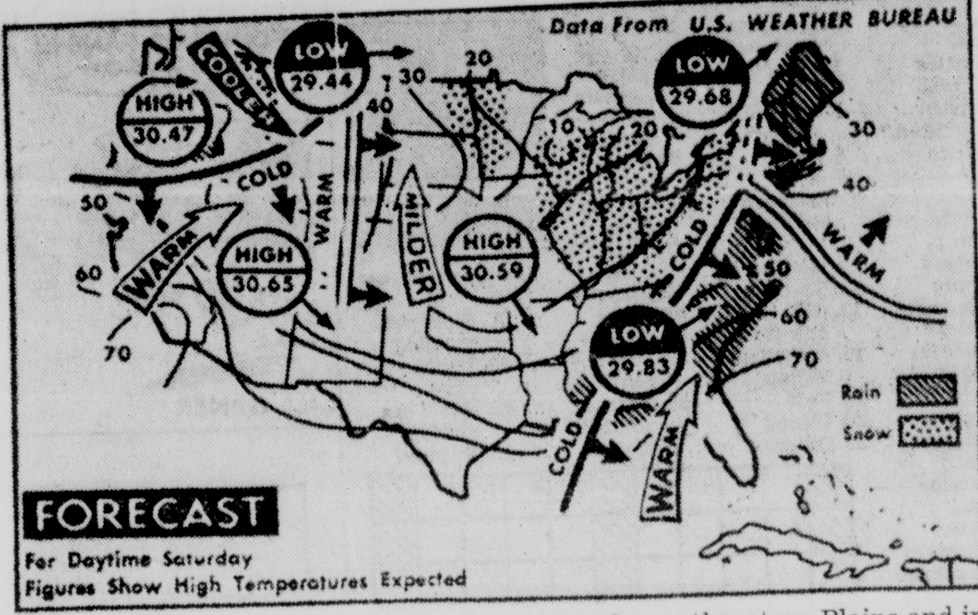 Data From U.S. WEATHER BUREAU
LOW
29.44
COOLER
20
30
40
LOW
29.68
HIGH
30.47
10
20
30
40
COLD
50
WARM
WARM
MILDER
HIGH
30.65
HIGH
30.59
COLD
WARM
60
50
60
70
LOW
29.83
70
Rain
Snow
COLD
WARM
FORECAST
For Daytime Saturday
Figures Show High Temperatures Expected